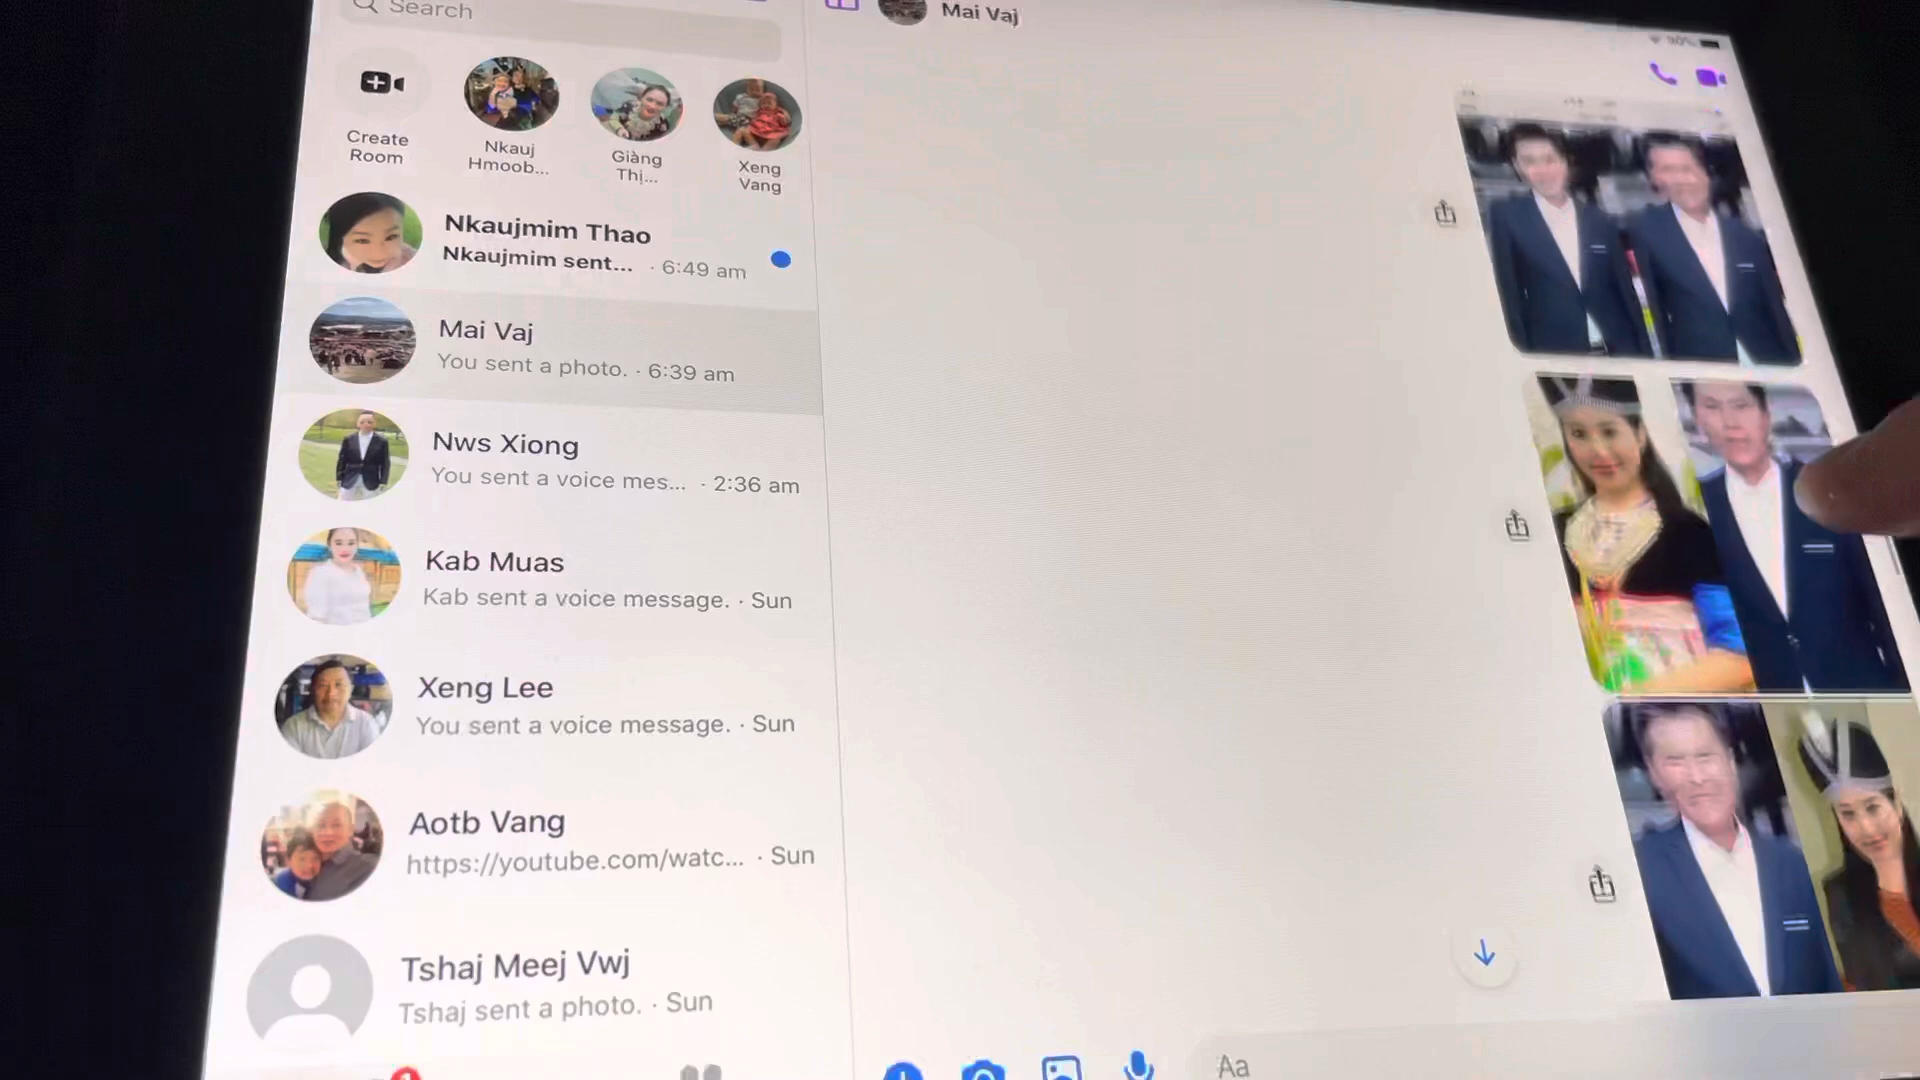 Search
Mai Vaj
90%
Create
Room
Nkauj
Hmoob...
Giàng
Thị...
Xeng
Vang
Nkaujmim Thao
Nkaujmim sent... · 6:49 am
Mai Vaj
You sent a photo. · 6:39 am
Nws Xiong
You sent a voice mes... · 2:36 am
Kab Muas
Kab sent a voice message. · Sun
Xeng Lee
You sent a voice message. · Sun
Aotb Vang
https://youtube.com/watc... · Sun
Tshaj Meej Vwj
Tshaj sent a photo. · Sun
Aa